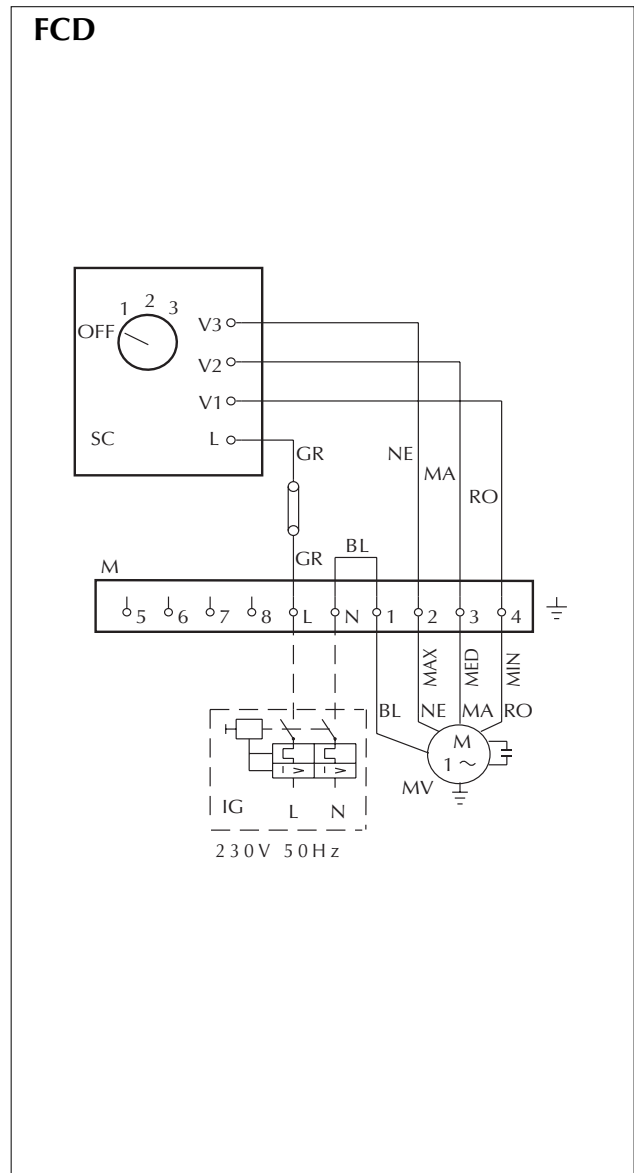 FCD
1 2 3
OFF
V3
V2
V1
SC L
GR NE MA RO
GR BL
M
5 6 7 8 L N 1 2 3 4
MAX MED MIN
BL NE MA RO
M
1 ~
MV
I> I>
IG L N
230V 50Hz